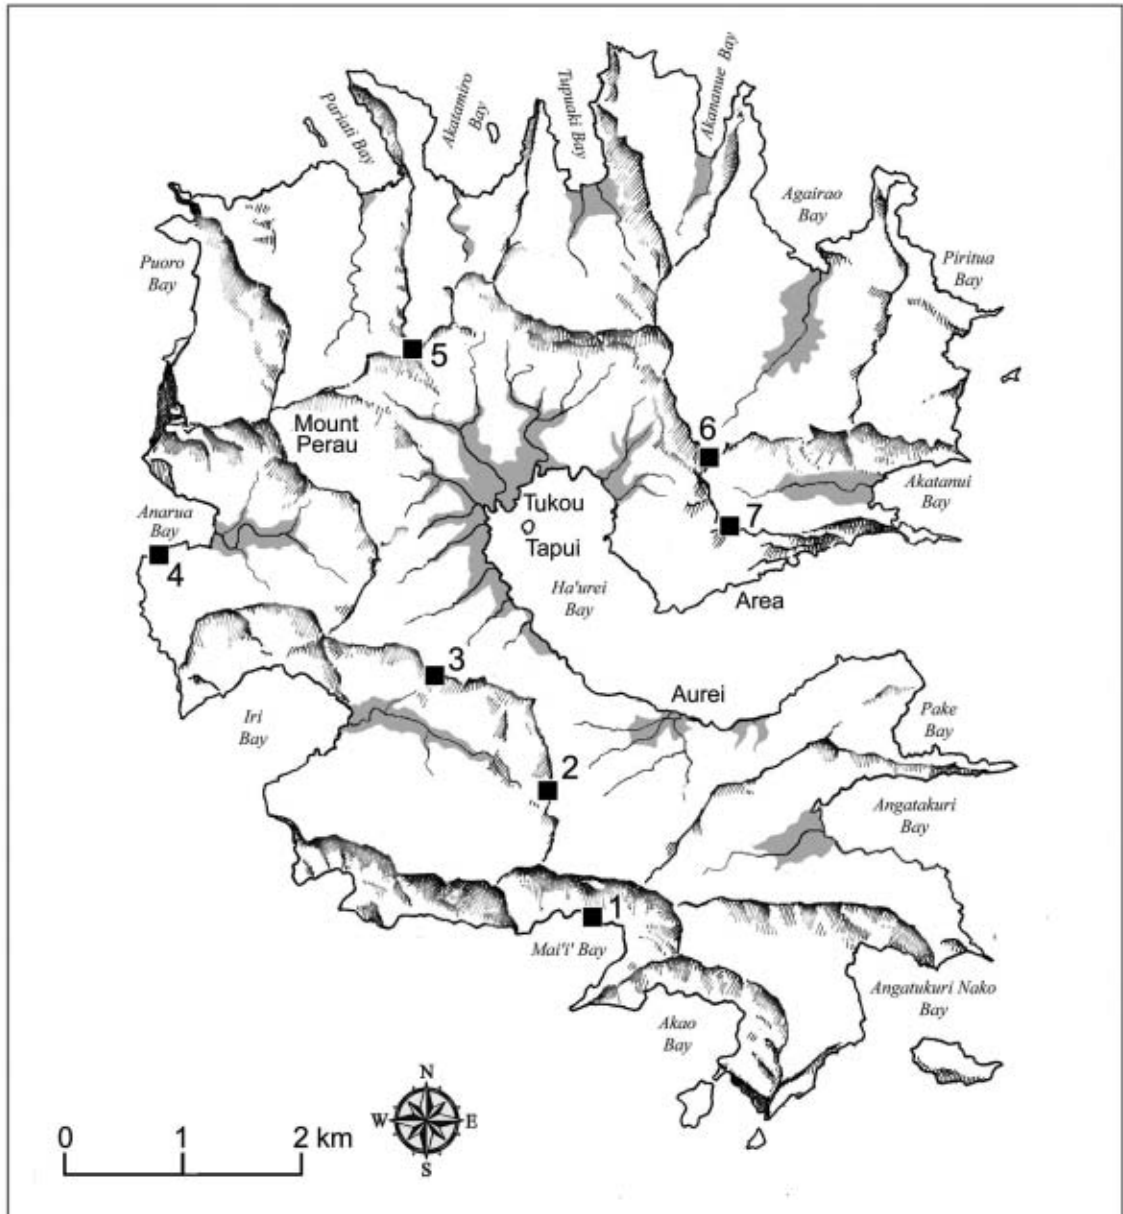 Pariati Bay
Akatamiro
Bay
Tupuaki Bay
Akananue Bay
Agairao
Bay
Piritua
Bay
Puoro
Bay
5
Mount
Perau
6
Akatanui
Bay
Anarua
Bay
Tukou
7
Tapui
4
Ha'urei
Bay
Area
3
Aurei
Iri
Bay
Pake
Bay
2
Angatakuri
Bay
1
Mai'i' Bay
Angatukuri Nako
Bay
Akao
Bay
N
W E
S
0 1 2 km